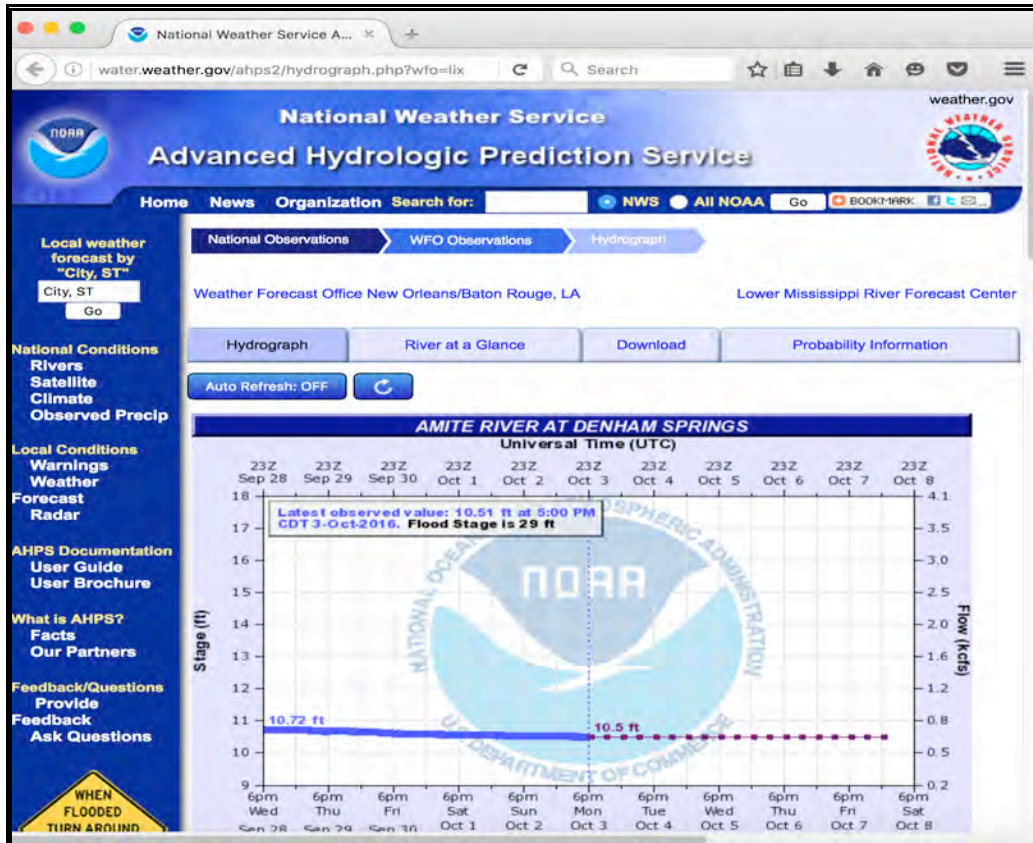 National Weather Service A...
water.weather.gov/ahps2/hydrograph.php?wfo=lix
Search
weather.gov
NOAA
National Weather Service
Advanced Hydrologic Prediction Service
Home News Organization Search for: NWS All NOAA Go BOOKMARK
Local weather
forecast by
"City, ST"
City, ST
Go
National Conditions
Rivers
Satellite
Climate
Observed Precip
Local Conditions
Warnings
Weather
Forecast
Radar
AHPS Documentation
User Guide
User Brochure
What is AHPS?
Facts
Our Partners
Feedback/Questions
Provide
Feedback
Ask Questions
WHEN
FLOODED
TURN AROUND
National Observations WFO Observations Hydrograph
Weather Forecast Office New Orleans/Baton Rouge, LA Lower Mississippi River Forecast Center
Hydrograph River at a Glance Download Probability Information
Auto Refresh: OFF
AMITE RIVER AT DENHAM SPRINGS
Universal Time (UTC)
23Z 23Z 23Z 23Z 23Z 23Z 23Z 23Z 23Z 23Z 23Z
Sep 28 Sep 29 Sep 30 Oct 1 Oct 2 Oct 3 Oct 4 Oct 5 Oct 6 Oct 7 Oct 8
Latest observed value: 10.51 ft at 5:00 PM
CDT 3-Oct-2016. Flood Stage is 29 ft
Stage (ft)
18
17
16
15
14
13
12
11
10
9
10.72 ft
10.5 ft
NOAA
U.S. DEPARTMENT OF COMMERCE
4.1
3.5
3.0
2.5
2.0
1.6
1.2
0.8
0.5
0.2
Flow (kcfs)
6pm 6pm 6pm 6pm 6pm 6pm 6pm 6pm 6pm 6pm 6pm
Wed Thu Fri Sat Sun Mon Tue Wed Thu Fri Sat
Sep 28 Sep 29 Sep 30 Oct 1 Oct 2 Oct 3 Oct 4 Oct 5 Oct 6 Oct 7 Oct 8